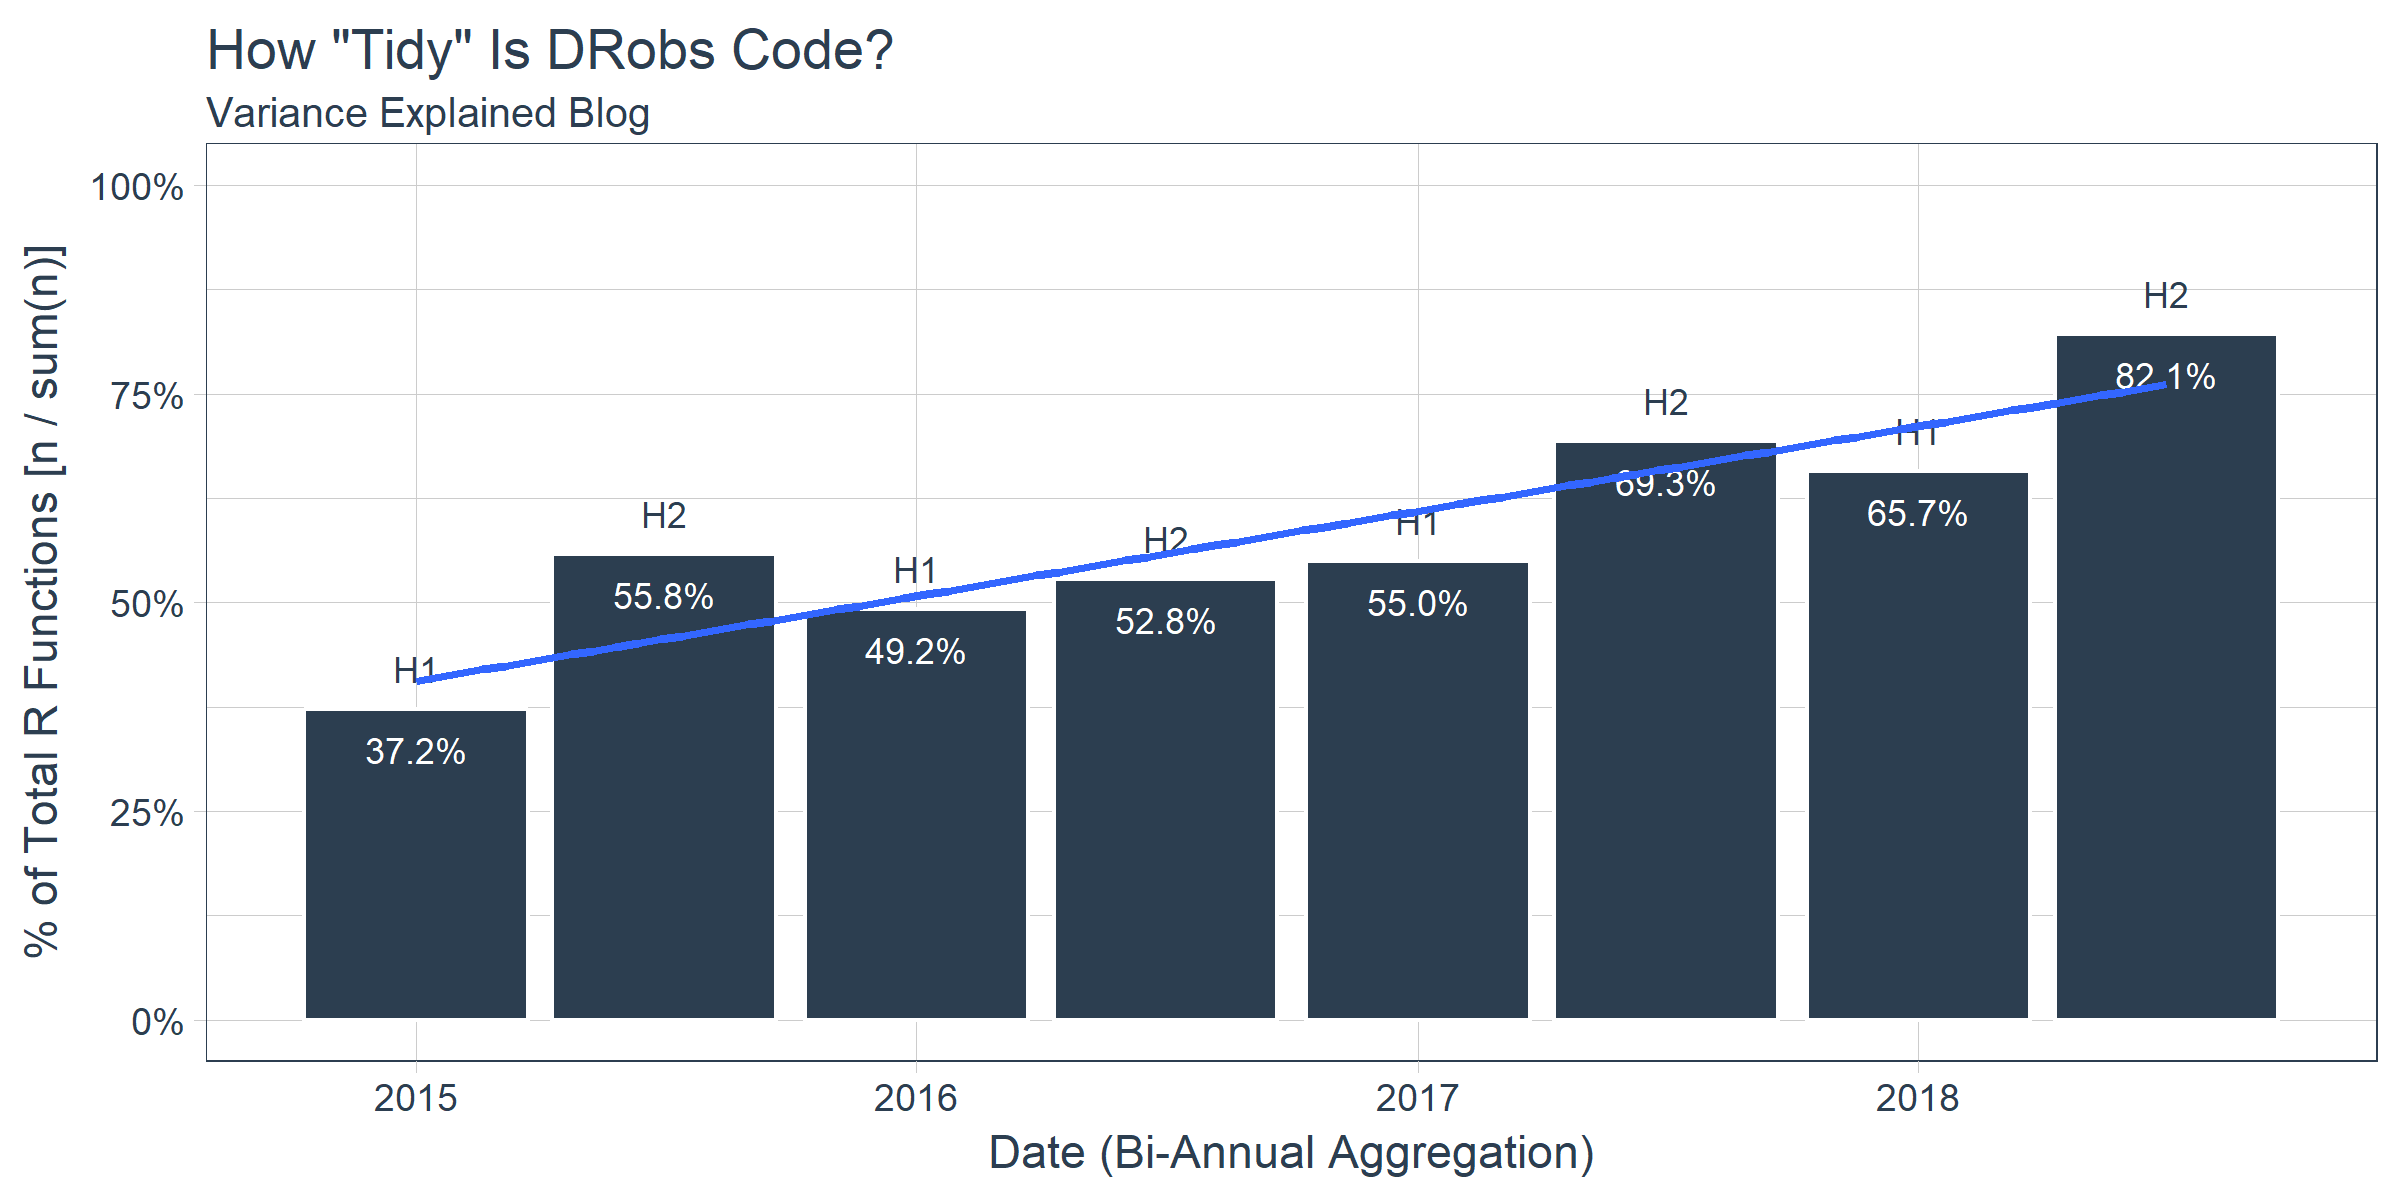 How "Tidy" Is DRobs Code?
Variance Explained Blog
% of Total R Functions [n / sum(n)]
100%
75%
50%
25%
0%
H1
37.2%
H2
55.8%
H1
49.2%
H2
52.8%
H1
55.0%
H2
69.3%
H1
65.7%
H2
82.1%
2015
2016
2017
2018
Date (Bi-Annual Aggregation)